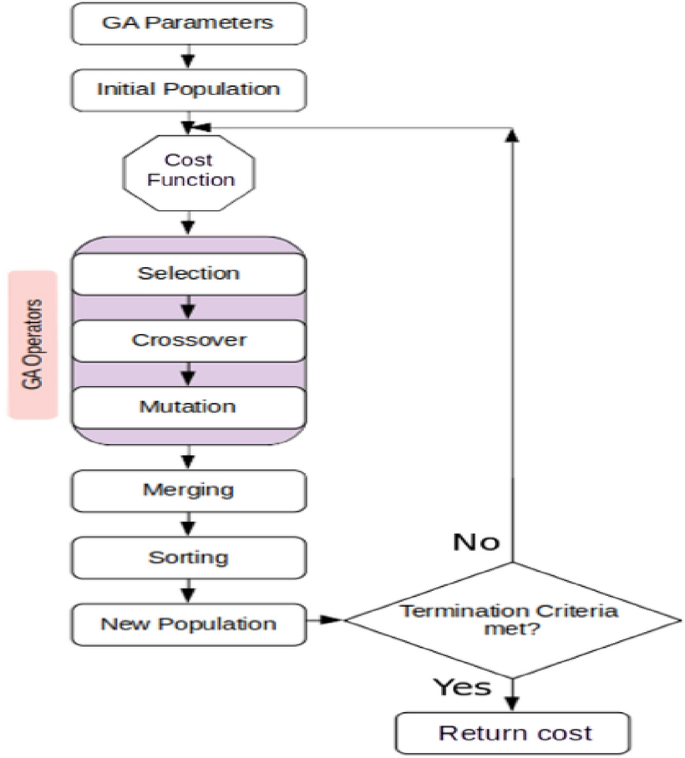 GA Parameters
Initial Population
Cost
Function
GA Operators
Selection
Crossover
Mutation
Merging
Sorting
New Population
No
Termination Criteria
met?
Yes
Return cost